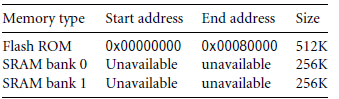 Memory type Start address End address Size
Flash ROM 0x00000000 0x00080000 512K
SRAM bank 0 Unavailable unavailable 256K
SRAM bank 1 Unavailable unavailable 256K